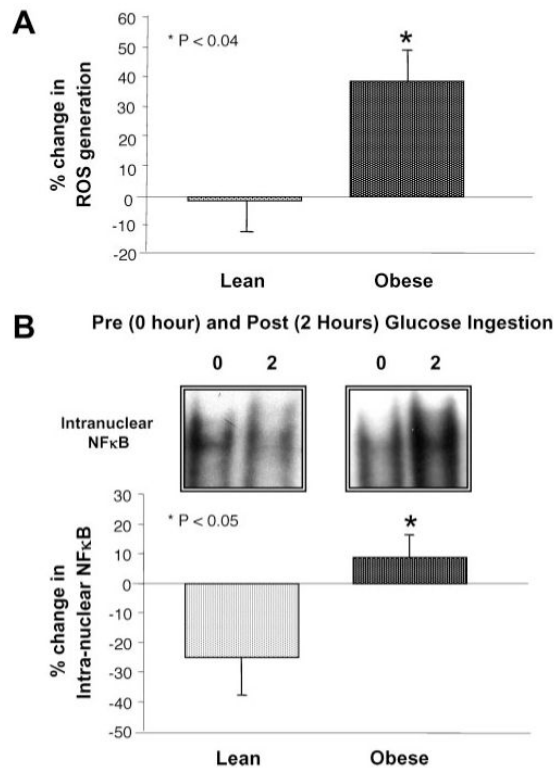 A
60
50
40
30
20
10
0
-10
-20
% change in
ROS generation
* P < 0.04
*
Lean Obese
B
Pre (0 hour) and Post (2 Hours) Glucose Ingestion
0 2 0 2
Intranuclear
NFκB
30
20
10
0
-10
-20
-30
-40
-50
% change in
Intra-nuclear NFκB
* P < 0.05
*
Lean Obese